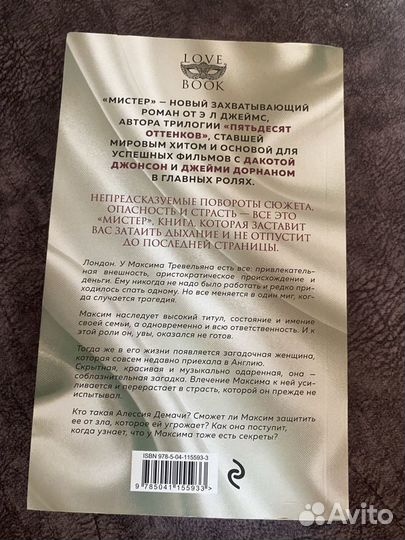 LOVE
BOOK
«МИСТЕР» — НОВЫЙ ЗАХВАТЫВАЮЩИЙ
РОМАН ОТ Э Л ДЖЕЙМС,
АВТОРА ТРИЛОГИИ «ПЯТЬДЕСЯТ
ОТТЕНКОВ», СТАВШЕЙ
МИРОВЫМ ХИТОМ И ОСНОВОЙ ДЛЯ
УСПЕШНЫХ ФИЛЬМОВ С ДАКОТОЙ
ДЖОНСОН И ДЖЕЙМИ ДОРНАНОМ
В ГЛАВНЫХ РОЛЯХ.
НЕПРЕДСКАЗУЕМЫЕ ПОВОРОТЫ СЮЖЕТА,
ОПАСНОСТЬ И СТРАСТЬ — ВСЕ ЭТО
«МИСТЕР», КНИГА, КОТОРАЯ ЗАСТАВИТ
ВАС ЗАТАИТЬ ДЫХАНИЕ И НЕ ОТПУСТИТ
ДО ПОСЛЕДНЕЙ СТРАНИЦЫ.
Лондон. У Максима Тревельяна есть все: привлекатель-
ная внешность, аристократическое происхождение и
деньги. Ему никогда не надо было работать и редко при-
ходилось спать одному. Но все меняется в один миг, ког-
да случается трагедия.
Максим наследует высокий титул, состояние и имение
своей семьи, а одновременно и всю ответственность. И к
этой роли он, увы, оказался не готов.
Тогда же в его жизни появляется загадочная женщина,
которая совсем недавно приехала в Англию.
Скрытная, красивая и музыкально одаренная, она —
соблазнительная загадка. Влечение Максима к ней уси-
ливается и перерастает в страсть, которой он прежде не
испытывал.
Кто такая Алессия Демачи? Сможет ли Максим защитить
ее от зла, которое ей угрожает? Как она поступит,
когда узнает, что у Максима тоже есть секреты?
ISBN 978-5-04-115593-3
9 785041 155933 >
Avito